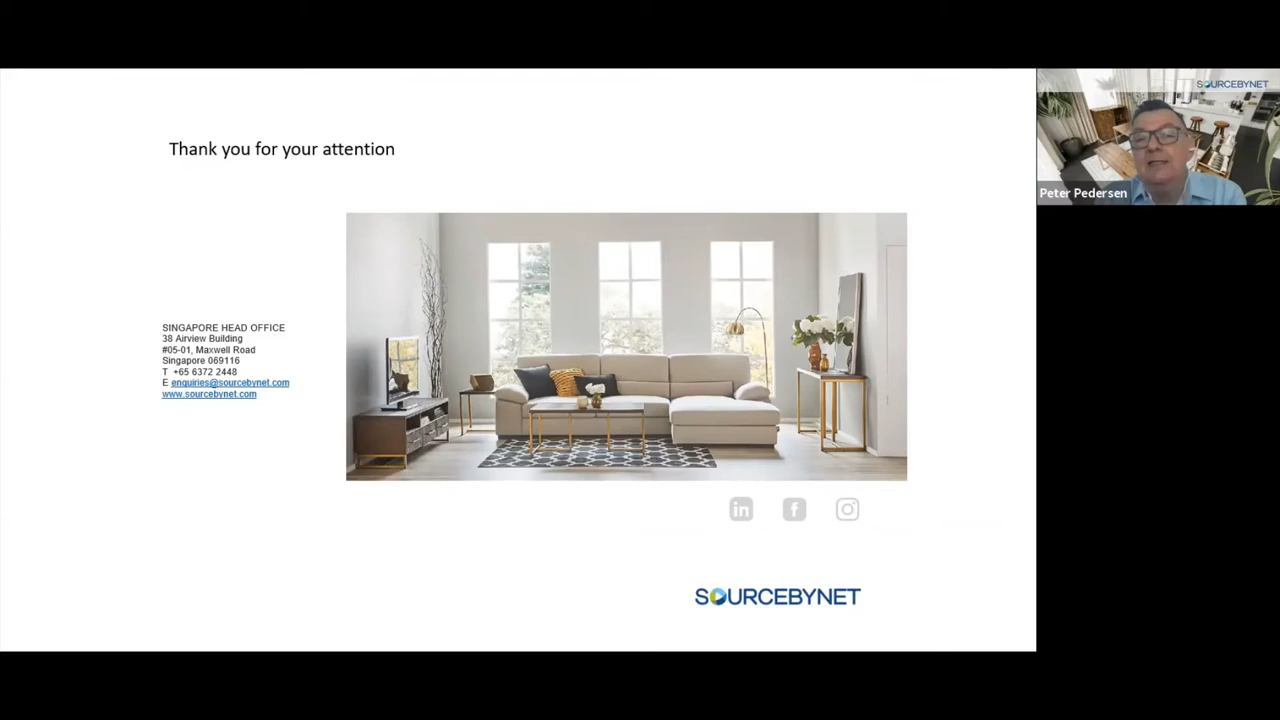 SOURCEBYNET
Peter Pedersen
Thank you for your attention
SINGAPORE HEAD OFFICE
38 Airview Building
#05-01, Maxwell Road
Singapore 069116
T +65 6372 2448
E enquiries@sourcebynet.com
www.sourcebynet.com
in
f
SOURCEBYNET